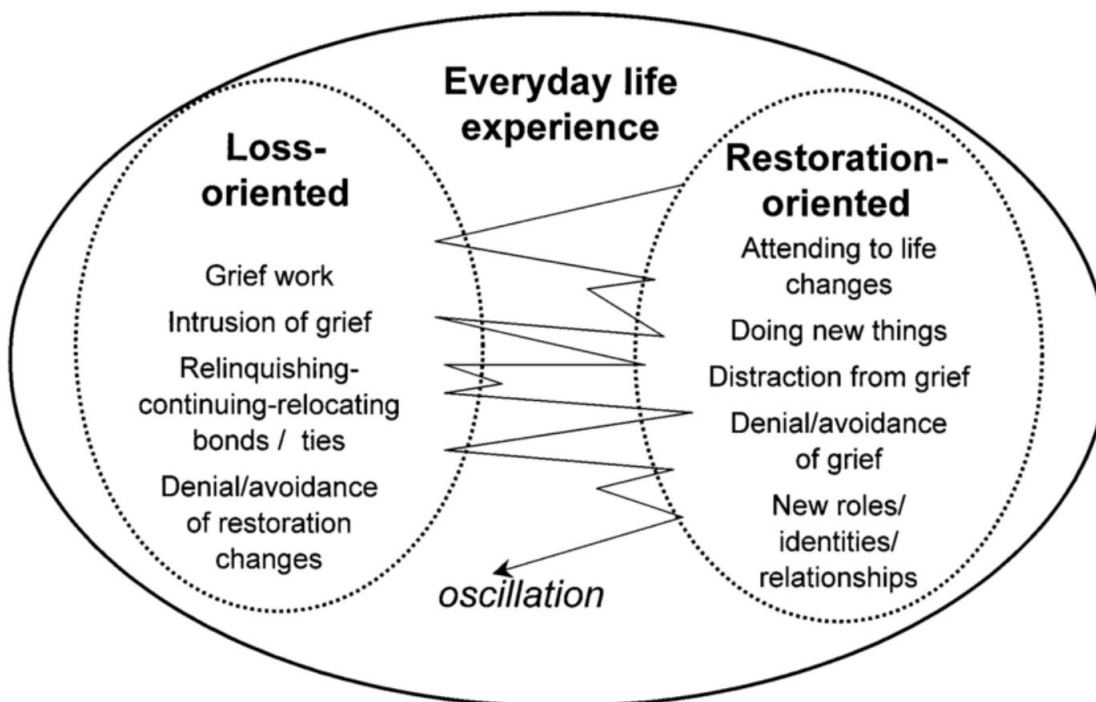 Everyday life
experience
Loss-
oriented
Grief work
Intrusion of grief
Relinquishing-
continuing-relocating
bonds / ties
Denial/avoidance
of restoration
changes
Restoration-
oriented
Attending to life
changes
Doing new things
Distraction from grief
Denial/avoidance
of grief
New roles/
identities/
relationships
oscillation